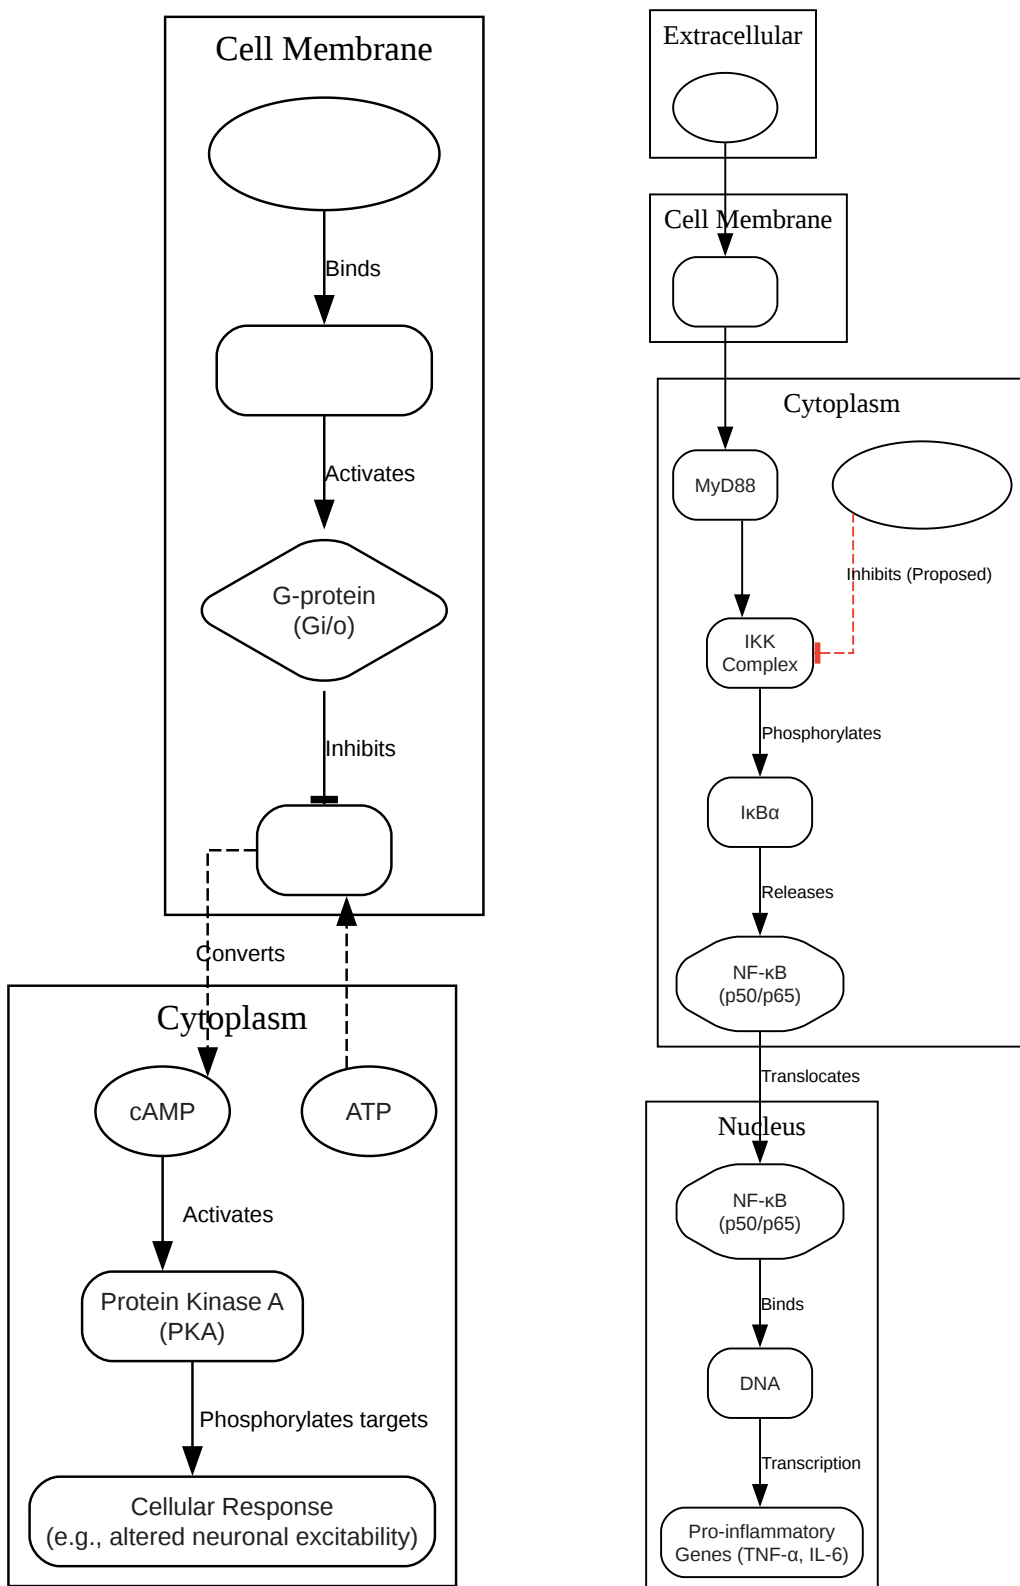 Cell Membrane
Binds
Activates
G-protein
(Gi/o)
Inhibits
Converts
Cytoplasm
cAMP
ATP
Activates
Protein Kinase A
(PKA)
Phosphorylates targets
Cellular Response
(e.g., altered neuronal excitability)
Extracellular
Cell Membrane
Cytoplasm
MyD88
Inhibits (Proposed)
IKK
Complex
Phosphorylates
IκBα
Releases
NF-κB
(p50/p65)
Translocates
Nucleus
NF-κB
(p50/p65)
Binds
DNA
Transcription
Pro-inflammatory
Genes (TNF-α, IL-6)